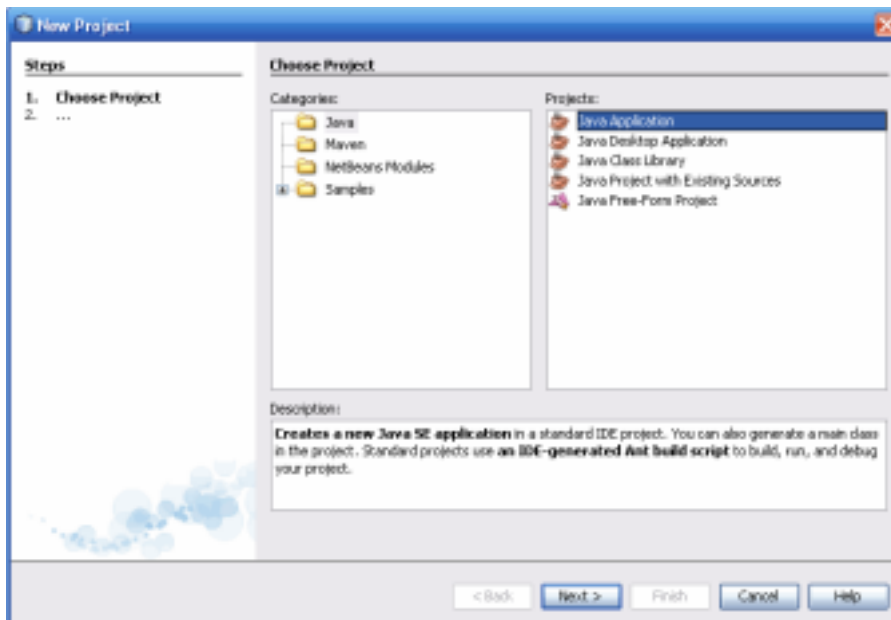 New Project
Steps
1. Choose Project
2. ...
Choose Project
Categories:
Java
Maven
NetBeans Modules
Samples
Projects:
Java Application
Java Desktop Application
Java Class Library
Java Project with Existing Sources
Java Free-Form Project
Description:
Creates a new Java SE application in a standard IDE project. You can also generate a main class
in the project. Standard projects use an IDE-generated Ant build script to build, run, and debug
your project.
< Back
Next >
Finish
Cancel
Help